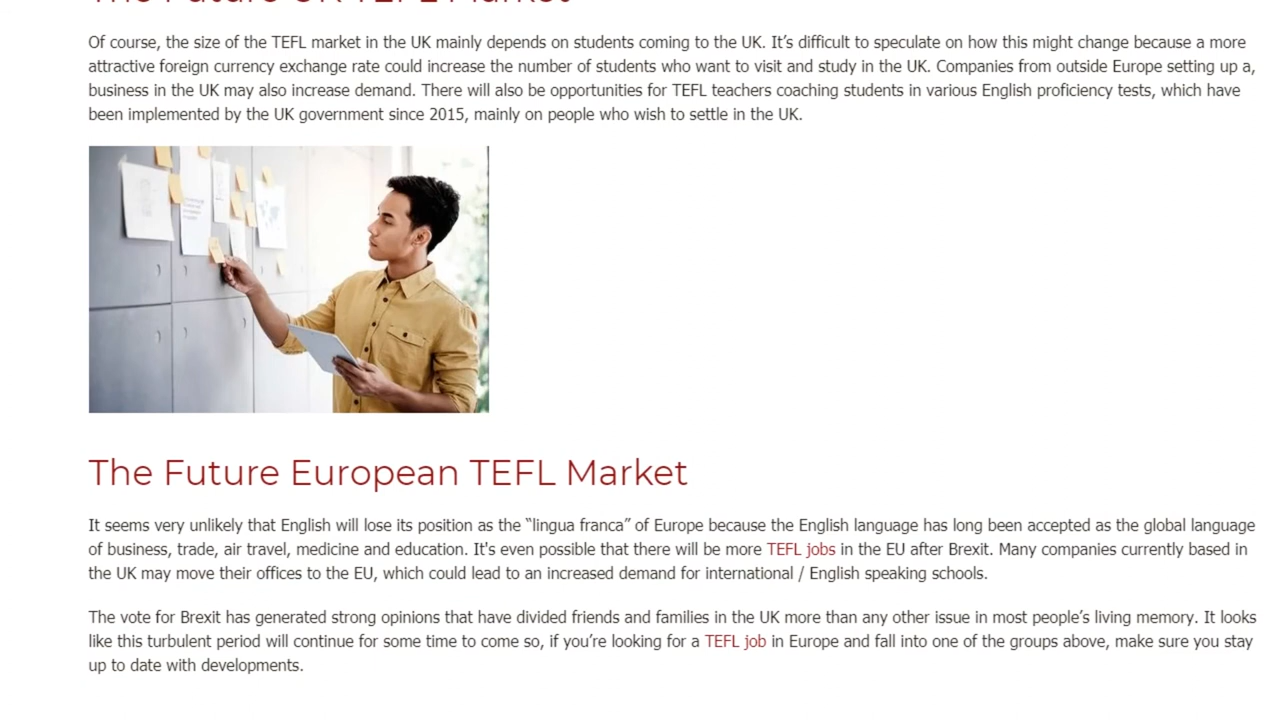 The Future UK TEFL Market
Of course, the size of the TEFL market in the UK mainly depends on students coming to the UK. It’s difficult to speculate on how this might change because a more
attractive foreign currency exchange rate could increase the number of students who want to visit and study in the UK. Companies from outside Europe setting up a,
business in the UK may also increase demand. There will also be opportunities for TEFL teachers coaching students in various English proficiency tests, which have
been implemented by the UK government since 2015, mainly on people who wish to settle in the UK.
The Future European TEFL Market
It seems very unlikely that English will lose its position as the “lingua franca” of Europe because the English language has long been accepted as the global language
of business, trade, air travel, medicine and education. It's even possible that there will be more TEFL jobs in the EU after Brexit. Many companies currently based in
the UK may move their offices to the EU, which could lead to an increased demand for international / English speaking schools.
The vote for Brexit has generated strong opinions that have divided friends and families in the UK more than any other issue in most people’s living memory. It looks
like this turbulent period will continue for some time to come so, if you’re looking for a TEFL job in Europe and fall into one of the groups above, make sure you stay
up to date with developments.